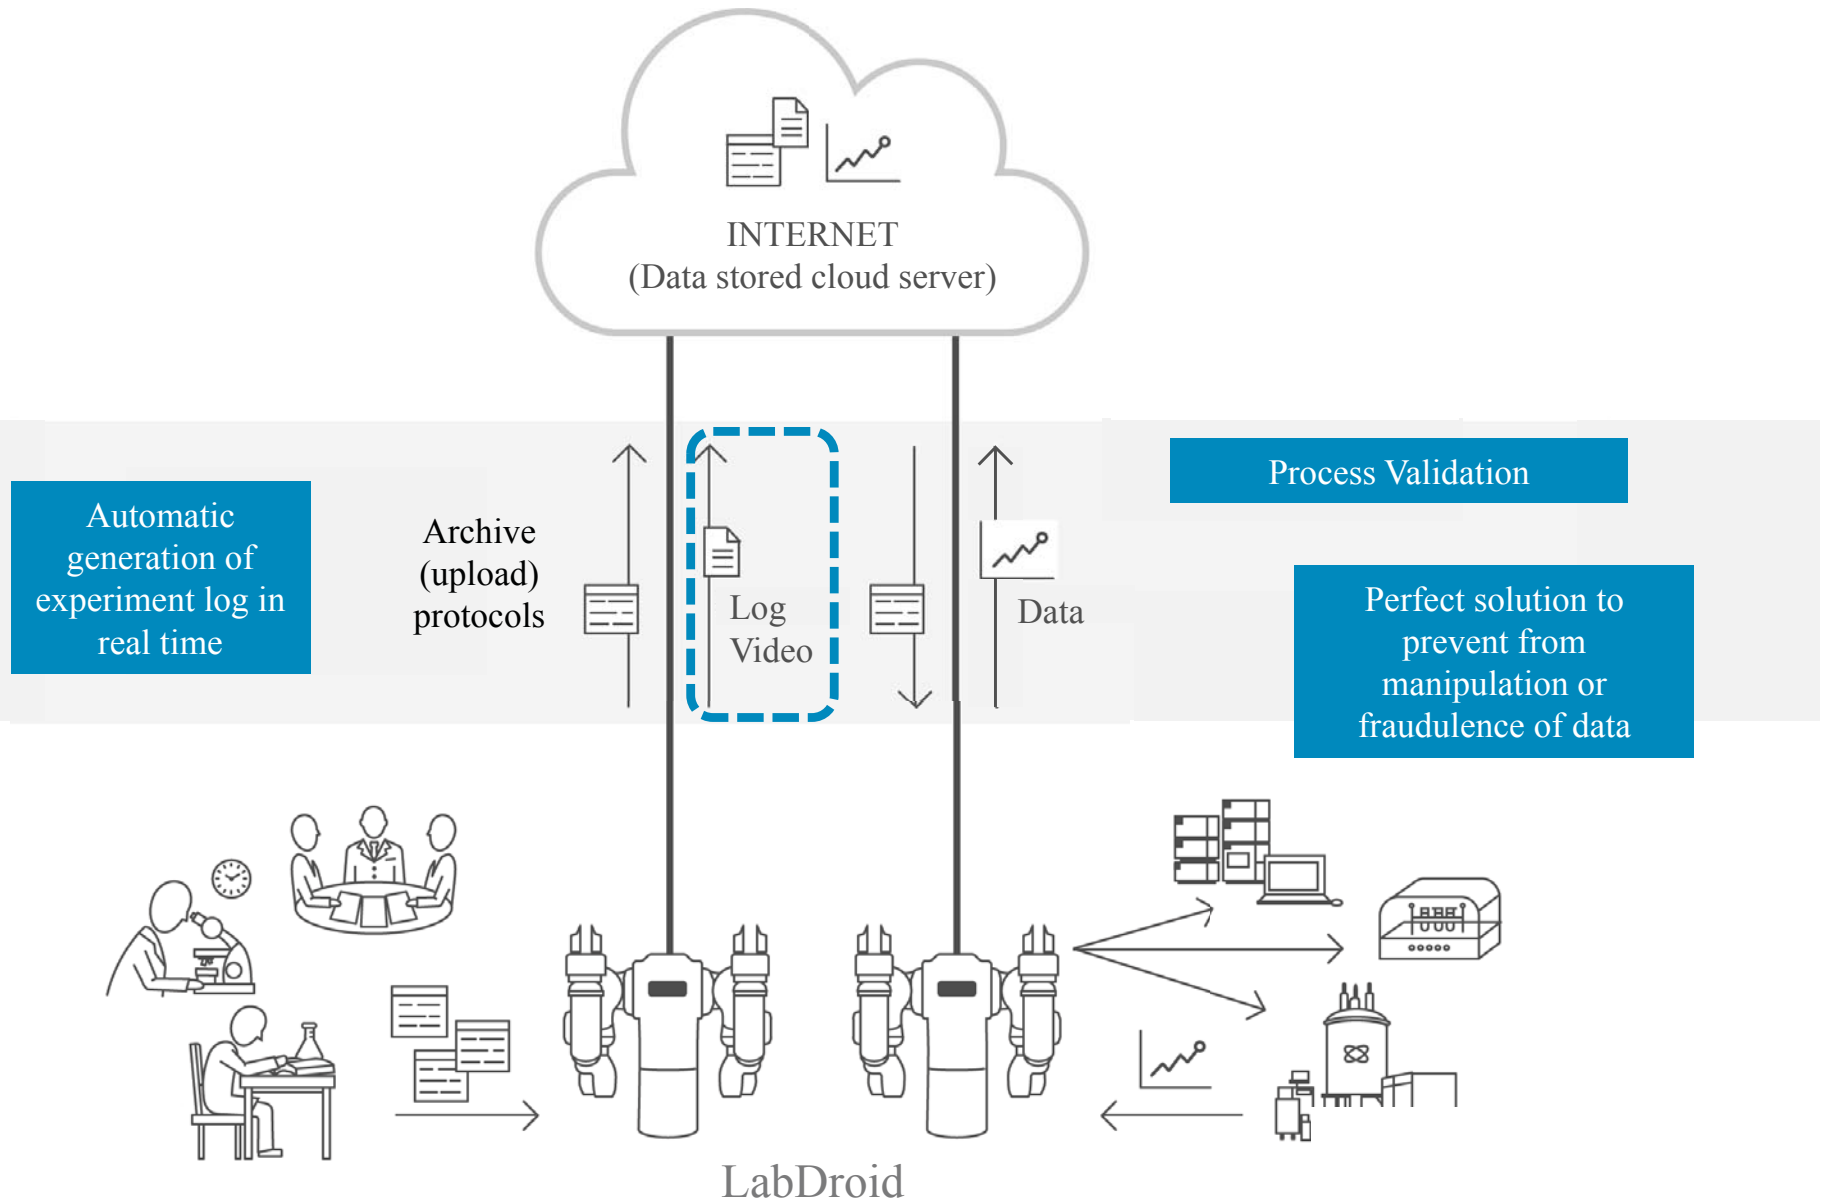 INTERNET
(Data stored cloud server)
Automatic
generation of
experiment log in
real time
Archive
(upload)
protocols
Log
Video
Data
Process Validation
Perfect solution to
prevent from
manipulation or
fraudulence of data
LabDroid